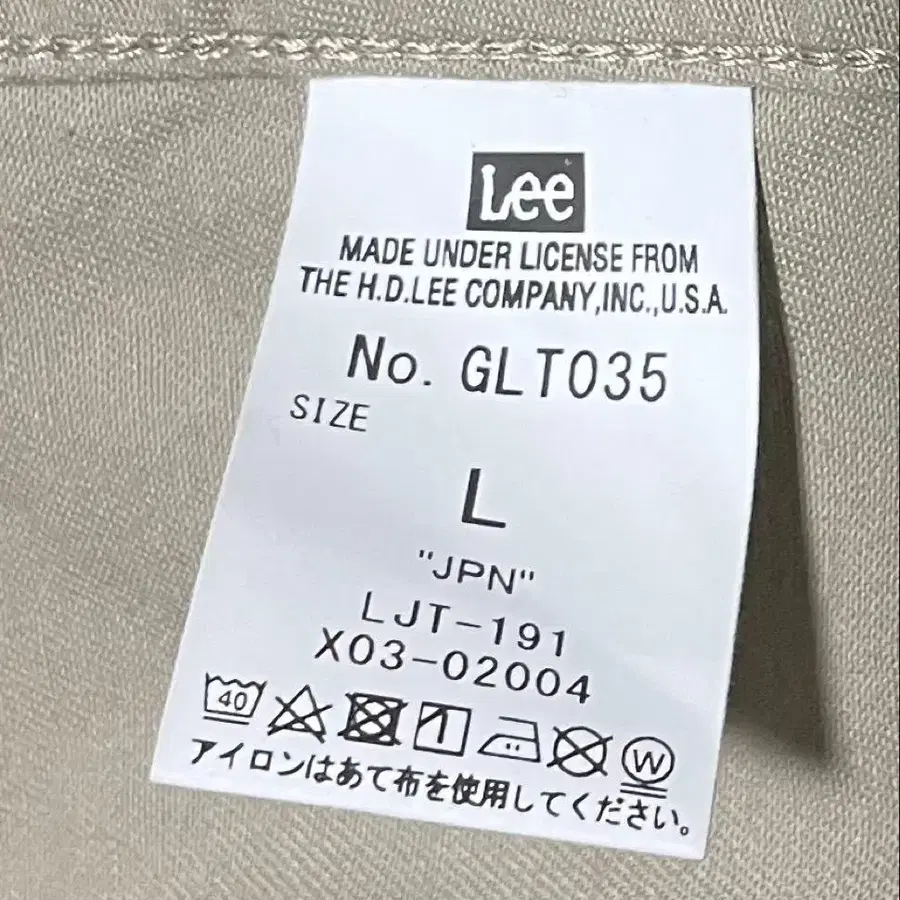 Lee
MADE UNDER LICENSE FROM
THE H.D.LEE COMPANY,INC.,U.S.A.
No. GLT035
SIZE
L
"JPN"
LJT-191
X03-02004
40
W
アイロンはあて布を使用してください。